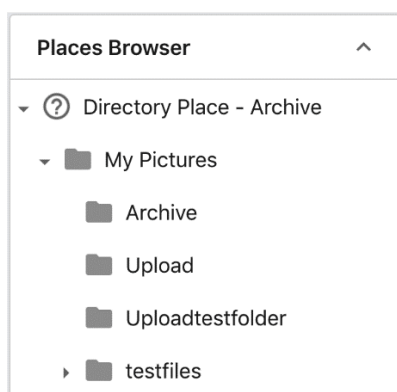 Places Browser
Directory Place - Archive
My Pictures
Archive
Upload
Uploadtestfolder
testfiles